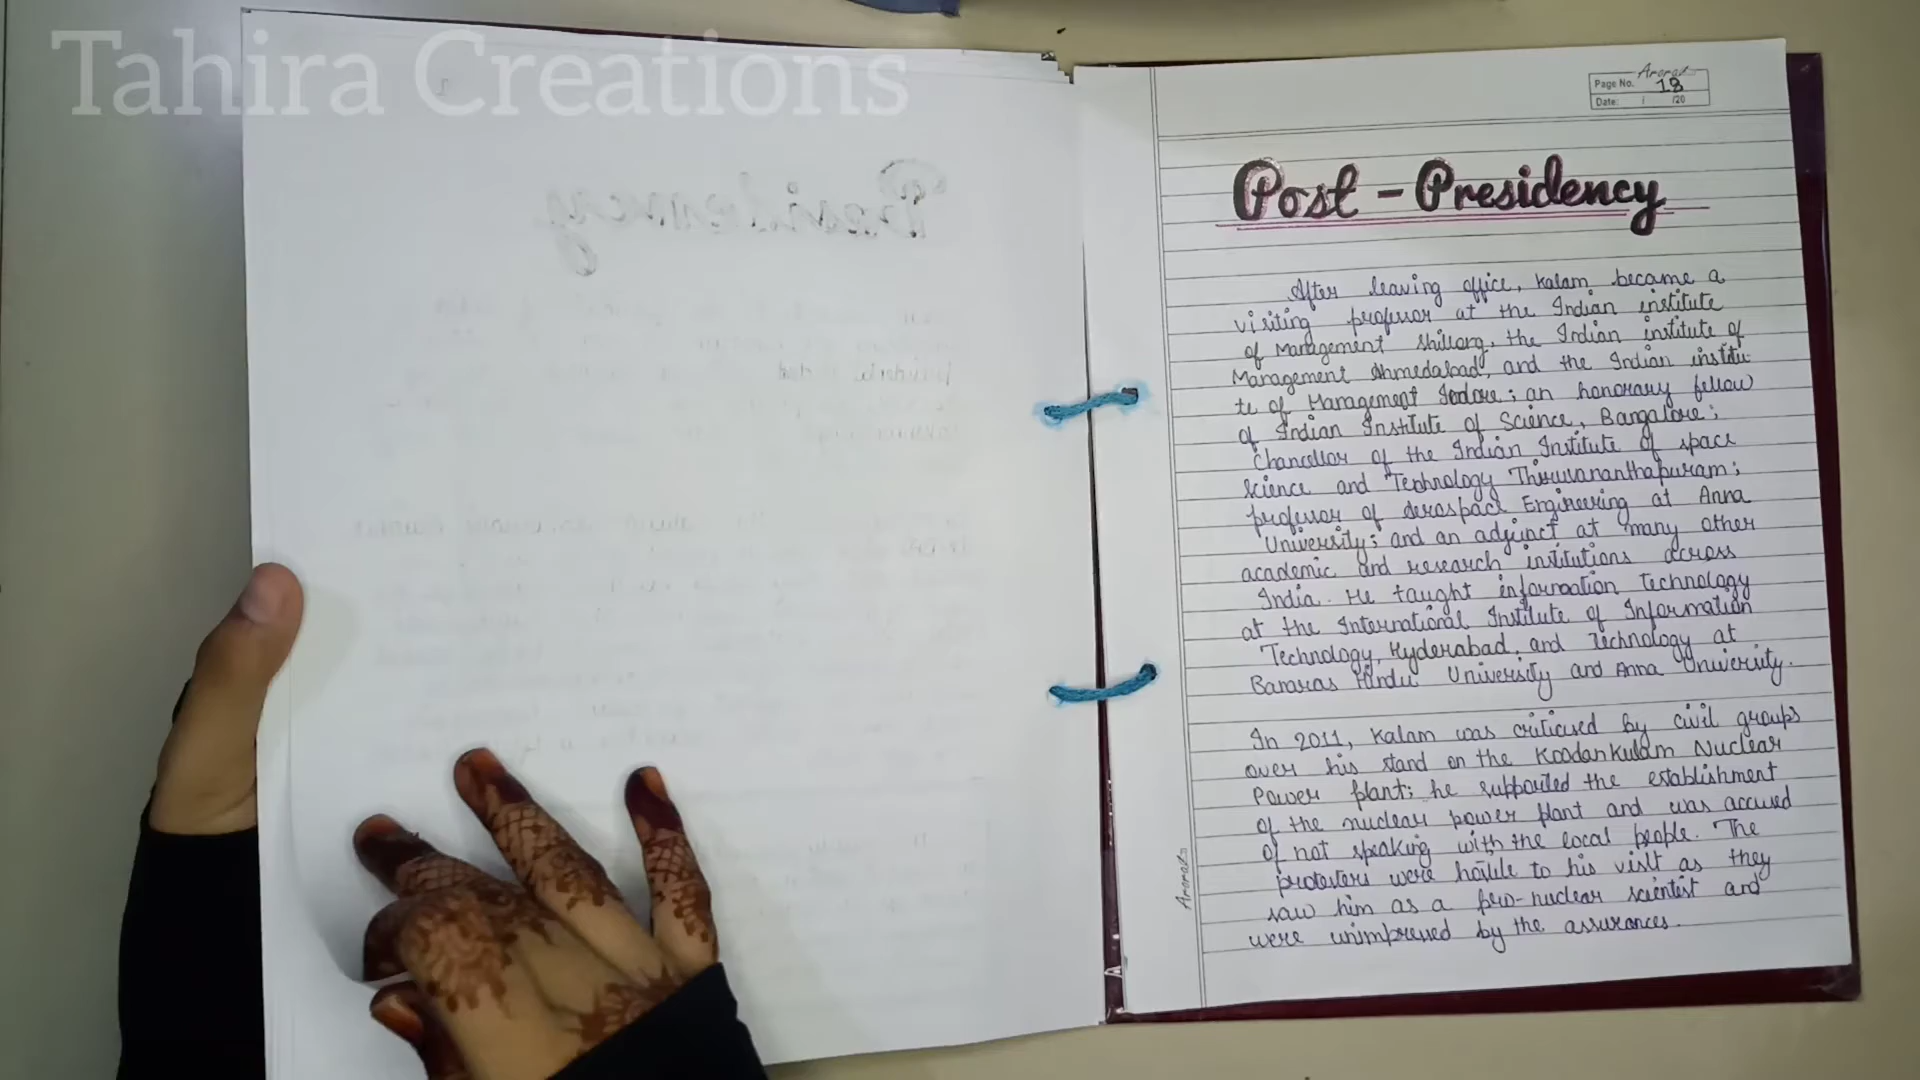 Tahira Creations
Page No. 18
Date: / /20
Post - Presidency
After leaving office, Kalam became a
visiting professor at the Indian institute
of Management Shillong, the Indian institute of
Management Ahmedabad, and the Indian institu-
te of Management Indore; an honorary fellow
of Indian Institute of Science, Bangalore;
Chancellor of the Indian Institute of space
science and Technology Thiruvananthapuram;
professor of Aerospace Engineering at Anna
University; and an adjunct at many other
academic and research institutions across
India. He taught information technology
at the International Institute of Information
Technology, Hyderabad, and technology at
Banaras Hindu University and Anna University.
In 2011, Kalam was criticised by civil groups
over his stand on the Koodankulam Nuclear
Power plant; he supported the establishment
of the nuclear power plant and was accused
of not speaking with the local people. The
protesters were hostile to his visit as they
saw him as a pro-nuclear scientist and
were unimpressed by the assurances.